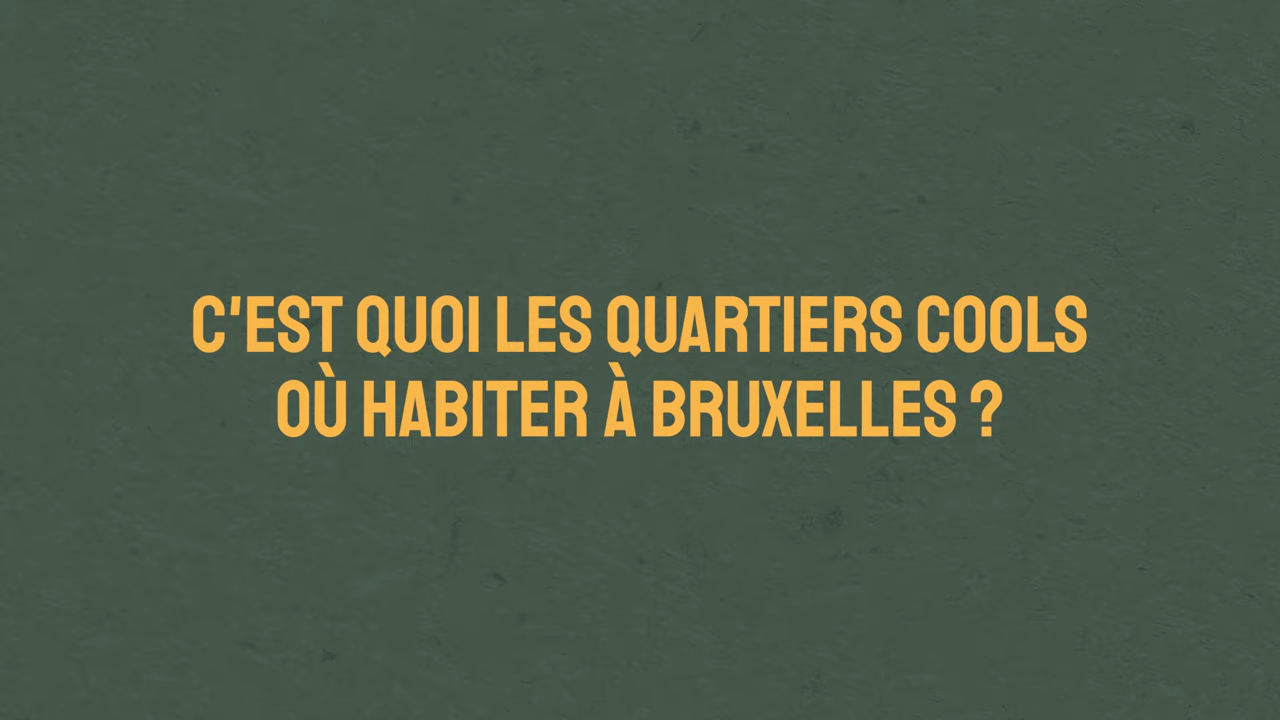 C'EST QUOI LES QUARTIERS COOLS
OÙ HABITER À BRUXELLES ?